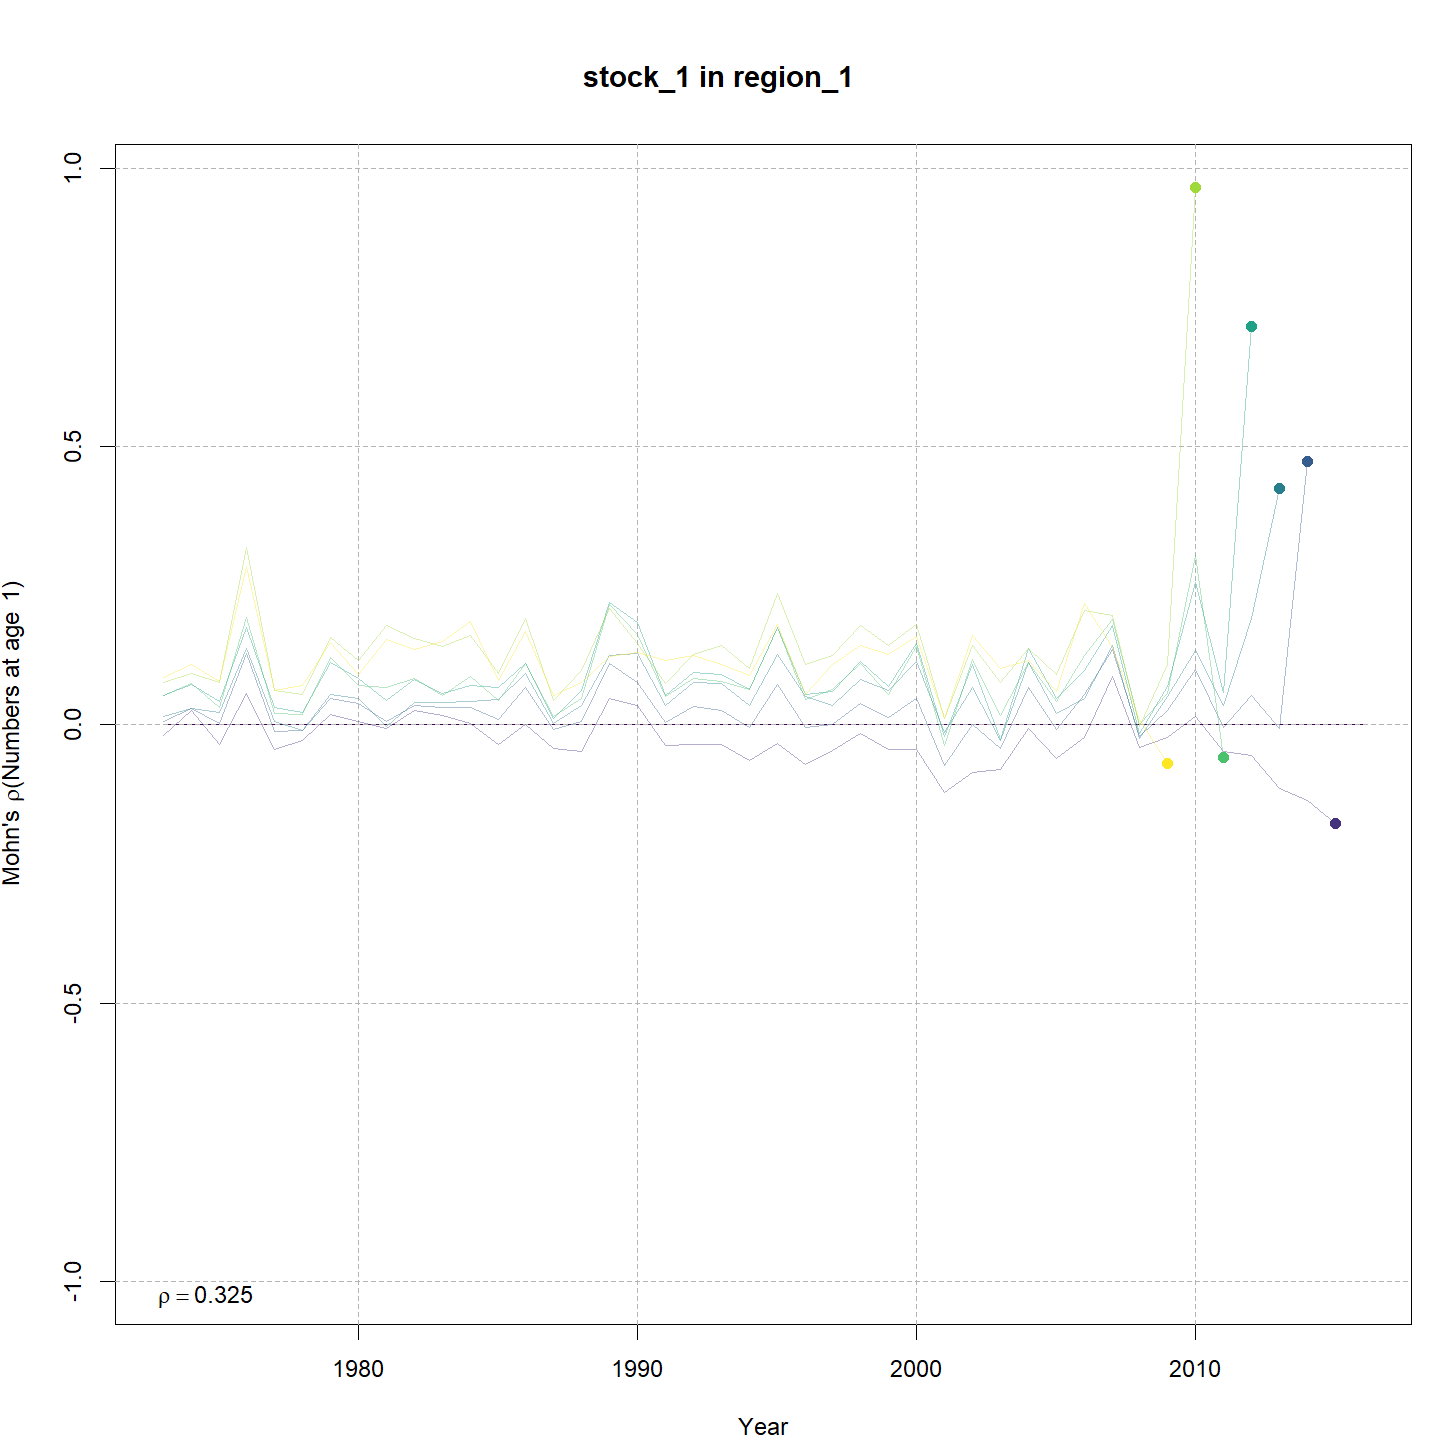 stock_1 in region_1
Mohn's ρ(Numbers at age 1)
1.0
0.5
0.0
-0.5
-1.0
ρ = 0.325
1980 1990 2000 2010
Year